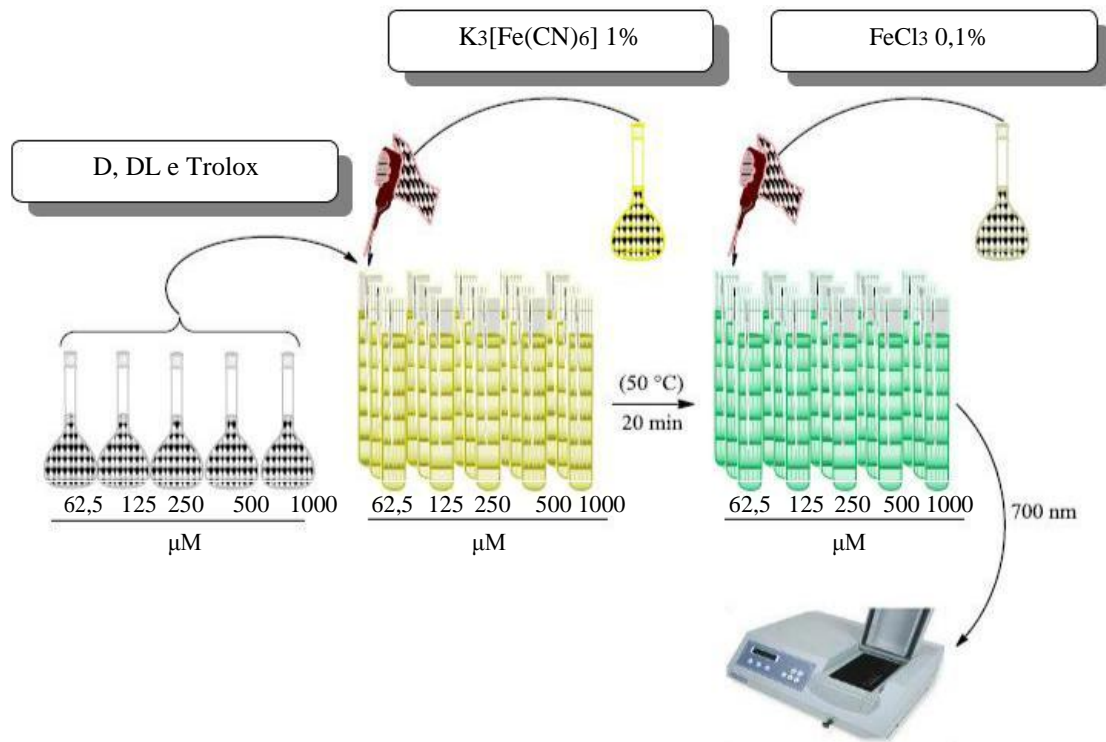 K3[Fe(CN)6] 1%
FeCl3 0,1%
D, DL e Trolox
(50 °C)
20 min
62,5 125 250 500 1000
μM
62,5 125 250 500 1000
μM
62,5 125 250 500 1000
μM
700 nm